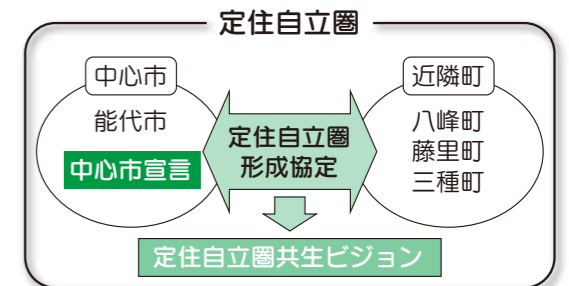 定住自立圏
中心市
能代市
中心市宣言
定住自立圏
形成協定
近隣町
八峰町
藤里町
三種町
定住自立圏共生ビジョン